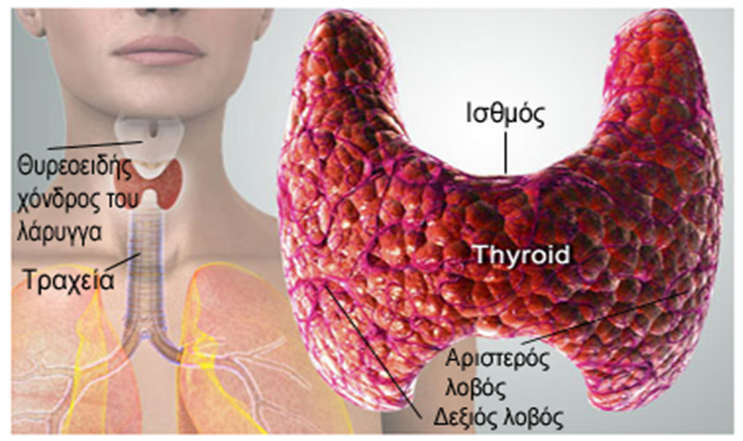 Θυρεοειδής
χόνδρος του
λάρυγγα
Τραχεία
Ισθμός
Thyroid
Αριστερός
λοβός
Δεξιός λοβός